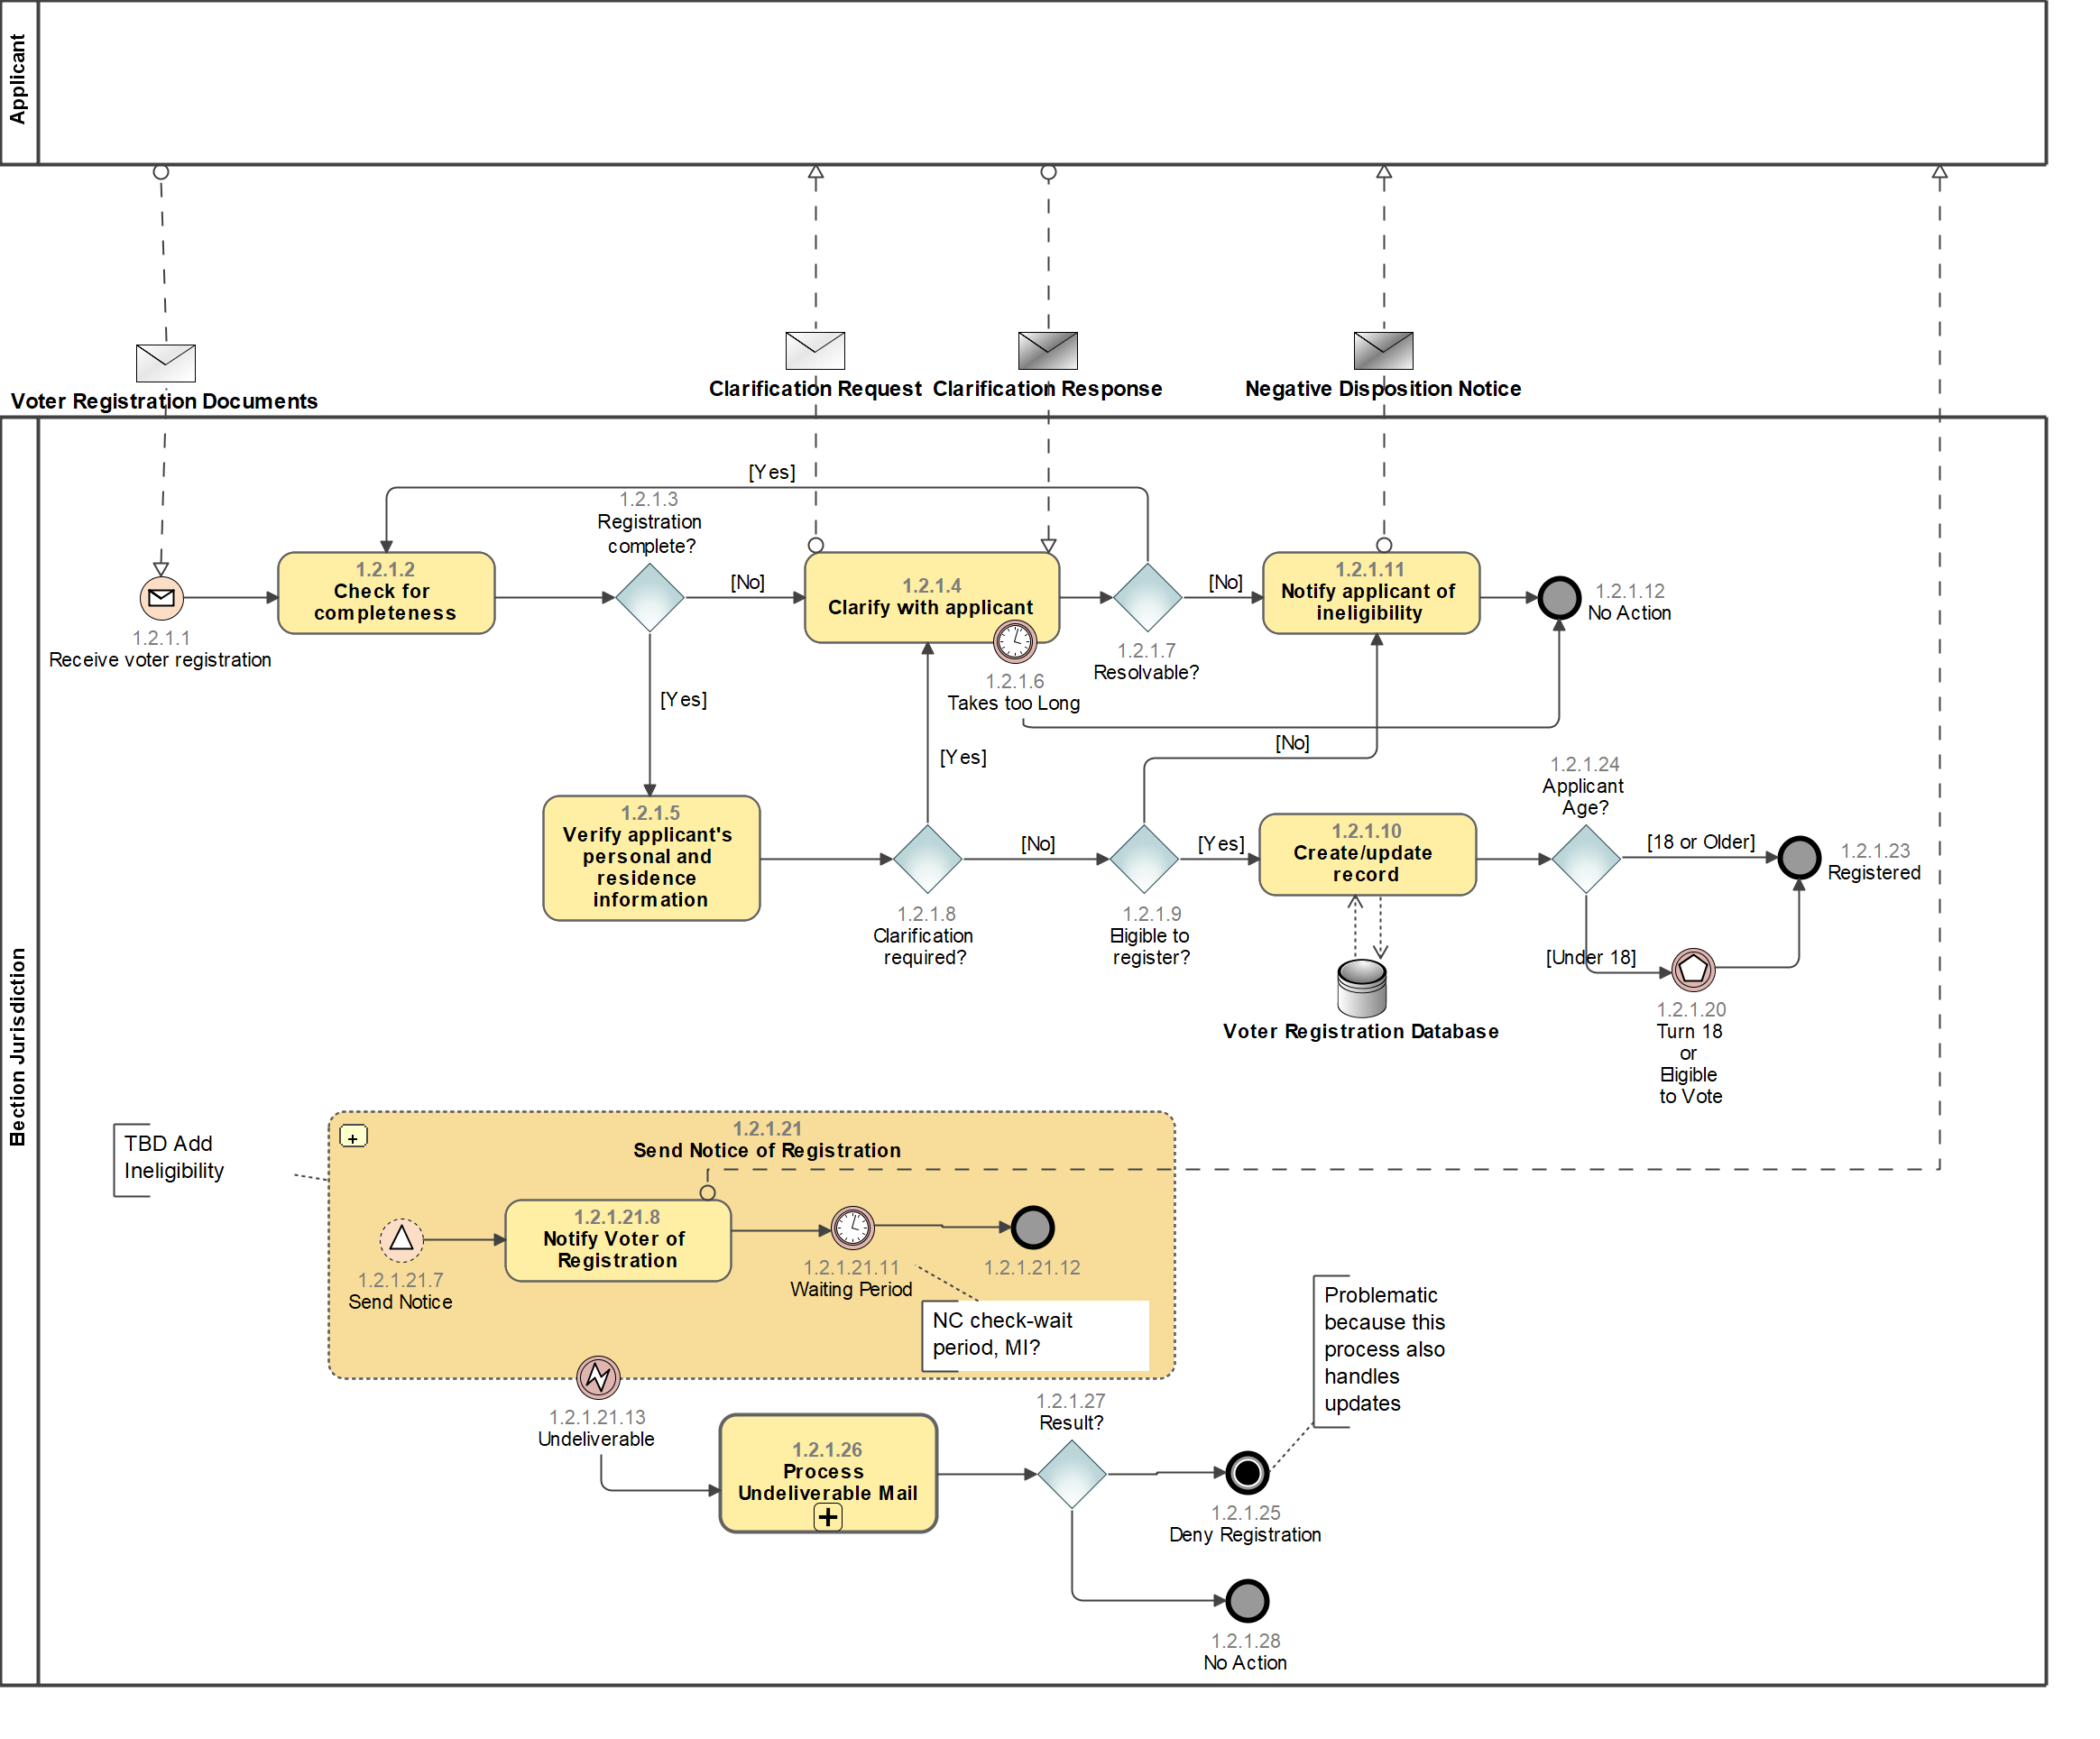 Applicant
Voter Registration Documents
Clarification Request
Clarification Response
Negative Disposition Notice
Election Jurisdiction
[Yes]
1.2.1.1
Receive voter registration
1.2.1.2
Check for
completeness
1.2.1.3
Registration
complete?
[No]
[Yes]
1.2.1.4
Clarify with applicant
1.2.1.6
Takes too Long
1.2.1.7
Resolvable?
[No]
1.2.1.11
Notify applicant of
ineligibility
1.2.1.12
No Action
1.2.1.5
Verify applicant's
personal and
residence
information
[Yes]
1.2.1.8
Clarification
required?
[No]
[No]
1.2.1.9
Eligible to
register?
[Yes]
1.2.1.10
Create/update
record
Voter Registration Database
1.2.1.24
Applicant
Age?
[18 or Older]
1.2.1.23
Registered
[Under 18]
1.2.1.20
Turn 18
or
Eligible
to Vote
TBD Add
Ineligibility
1.2.1.21
Send Notice of Registration
1.2.1.21.7
Send Notice
1.2.1.21.8
Notify Voter of
Registration
1.2.1.21.11
Waiting Period
1.2.1.21.12
NC check-wait
period, MI?
1.2.1.21.13
Undeliverable
1.2.1.26
Process
Undeliverable Mail
1.2.1.27
Result?
Problematic
because this
process also
handles
updates
1.2.1.25
Deny Registration
1.2.1.28
No Action